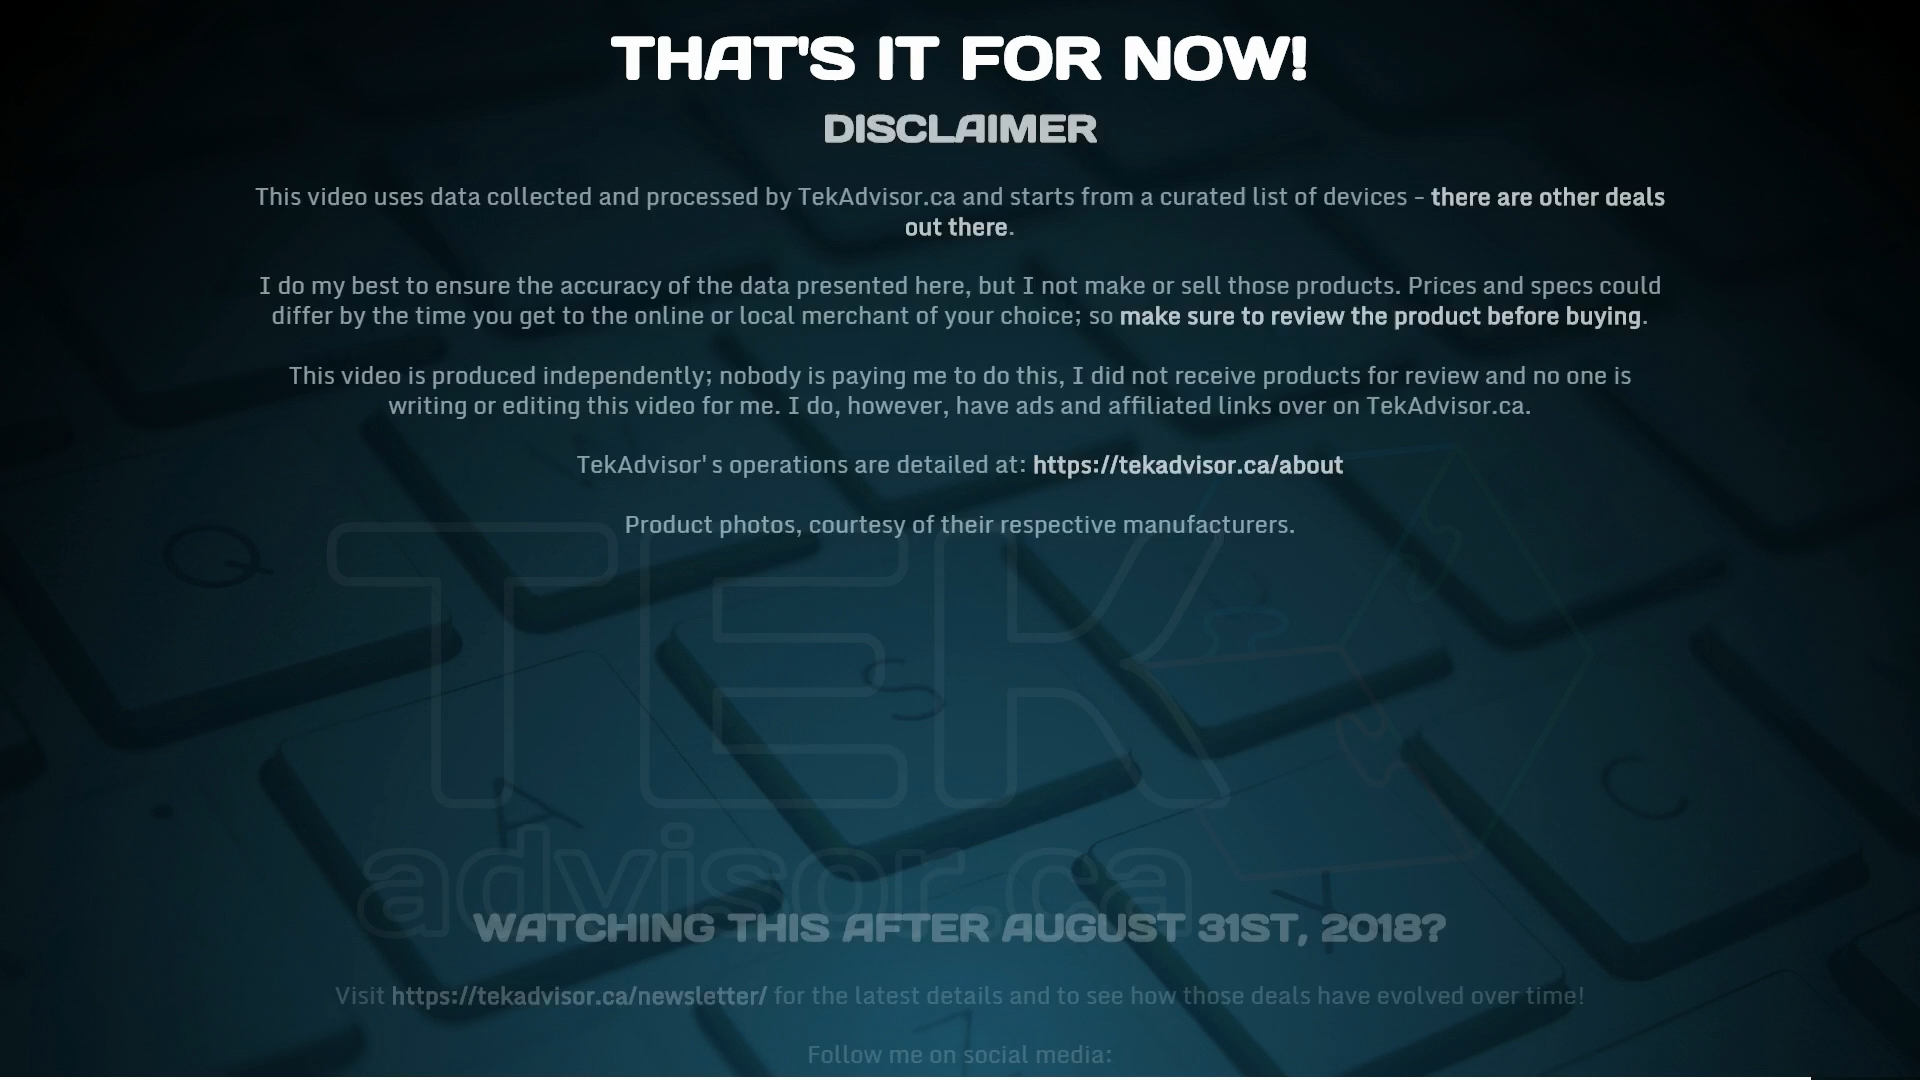 THAT'S IT FOR NOW!
DISCLAIMER
This video uses data collected and processed by TekAdvisor.ca and starts from a curated list of devices - there are other deals
out there.
I do my best to ensure the accuracy of the data presented here, but I not make or sell those products. Prices and specs could
differ by the time you get to the online or local merchant of your choice; so make sure to review the product before buying.
This video is produced independently; nobody is paying me to do this, I did not receive products for review and no one is
writing or editing this video for me. I do, however, have ads and affiliated links over on TekAdvisor.ca.
TekAdvisor's operations are detailed at: https://tekadvisor.ca/about
Product photos, courtesy of their respective manufacturers.
Q
TEK
S
A
C
advisor.ca
Y
WATCHING THIS AFTER AUGUST 31ST, 2018?
Visit https://tekadvisor.ca/newsletter/ for the latest details and to see how those deals have evolved over time!
Z
Follow me on social media: